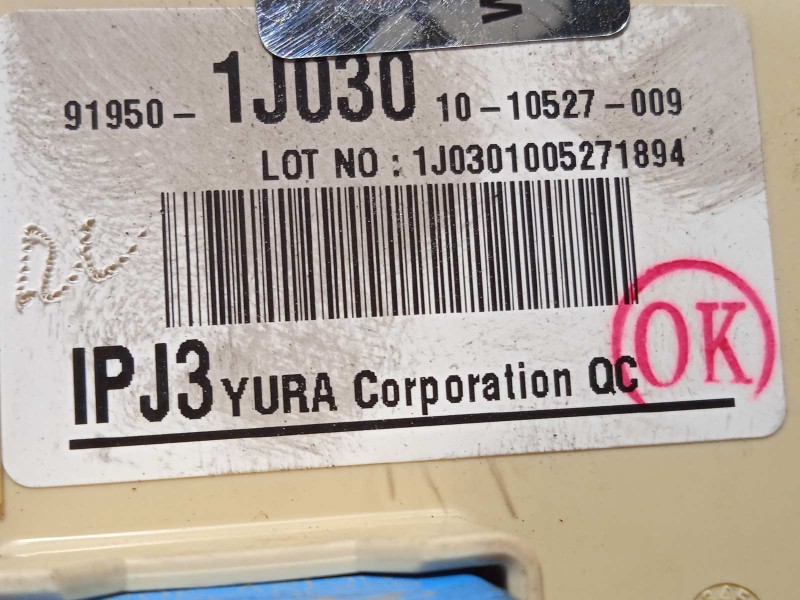 91950-1J030 10-10527-009
LOT NO : 1J0301005271894
IPJ3 YURA Corporation QC
OK